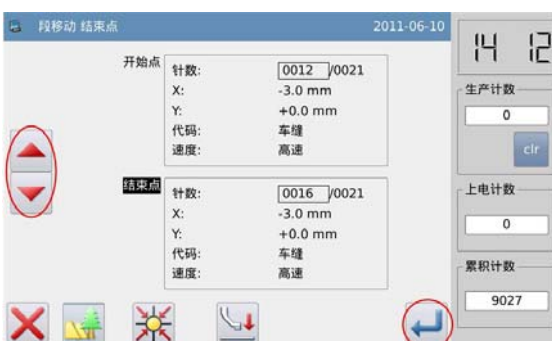 段移动 结束点 2011-06-10
14 12
开始点
针数: 0012 /0021
X: -3.0 mm
Y: +0.0 mm
代码: 车缝
速度: 高速
结束点
针数: 0016 /0021
X: -3.0 mm
Y: +0.0 mm
代码: 车缝
速度: 高速
生产计数
0
clr
上电计数
0
累积计数
9027